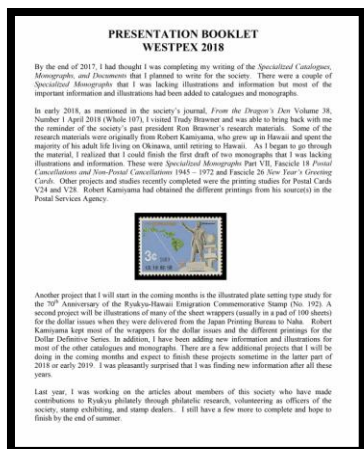 PRESENTATION BOOKLET
WESTPEX 2018
By the end of 2017, I had thought I was completing my writing of the Specialized Catalogues,
Monographs, and Documents that I planned to write for the society. There were a couple of
Specialized Monographs that I was lacking illustrations and information but most of the
important information and illustrations had been added to catalogues and monographs.
In early 2018, as mentioned in the society's journal, From the Dragon's Den Volume 38,
Number 1 April 2018 (Whole 107), I visited Trudy Brawner and was able to bring back with me
the reminder of the society's past president Ron Brawner's research materials. Some of the
research materials were originally from Robert Kamiyama, who grew up in Hawaii and spent the
majority of his adult life living on Okinawa, until retiring to Hawaii. As I began to go through
the material, I realized that I could finish the first draft of two monographs that I was lacking
illustrations and information. These were Specialized Monographs Part VII, Fascicle 18 Postal
Cancellations and Non-Postal Cancellations 1945 – 1972 and Fascicle 26 New Year's Greeting
Cards. Other projects and studies recently completed were the printing studies for Postal Cards
V24 and V28. Robert Kamiyama had obtained the different printings from his source(s) in the
Postal Services Agency.
3¢
Another project that I will start in the coming months is the illustrated plate setting type study for
the 70th Anniversary of the Ryukyu-Hawaii Emigration Commemorative Stamp (No. 192). A
second project will be illustrations of many of the sheet wrappers (usually in a pad of 100 sheets)
for the dollar issues when they were delivered from the Japan Printing Bureau to Naha. Robert
Kamiyama kept most of the wrappers for the dollar issues and the different printings for the
Dollar Definitive Series. In addition, I have been adding new information and illustrations for
most of the other catalogues and monographs. There are a few additional projects that I will be
doing in the coming months and expect to finish these projects sometime in the latter part of
2018 or early 2019. I was pleasantly surprised that I was finding new information after all these
years.
Last year, I was working on the articles about members of this society who have made
contributions to Ryukyu philately through philatelic research, volunteering as officers of the
society, stamp exhibiting, and stamp dealers.. I still have a few more to complete and hope to
finish by the end of summer.